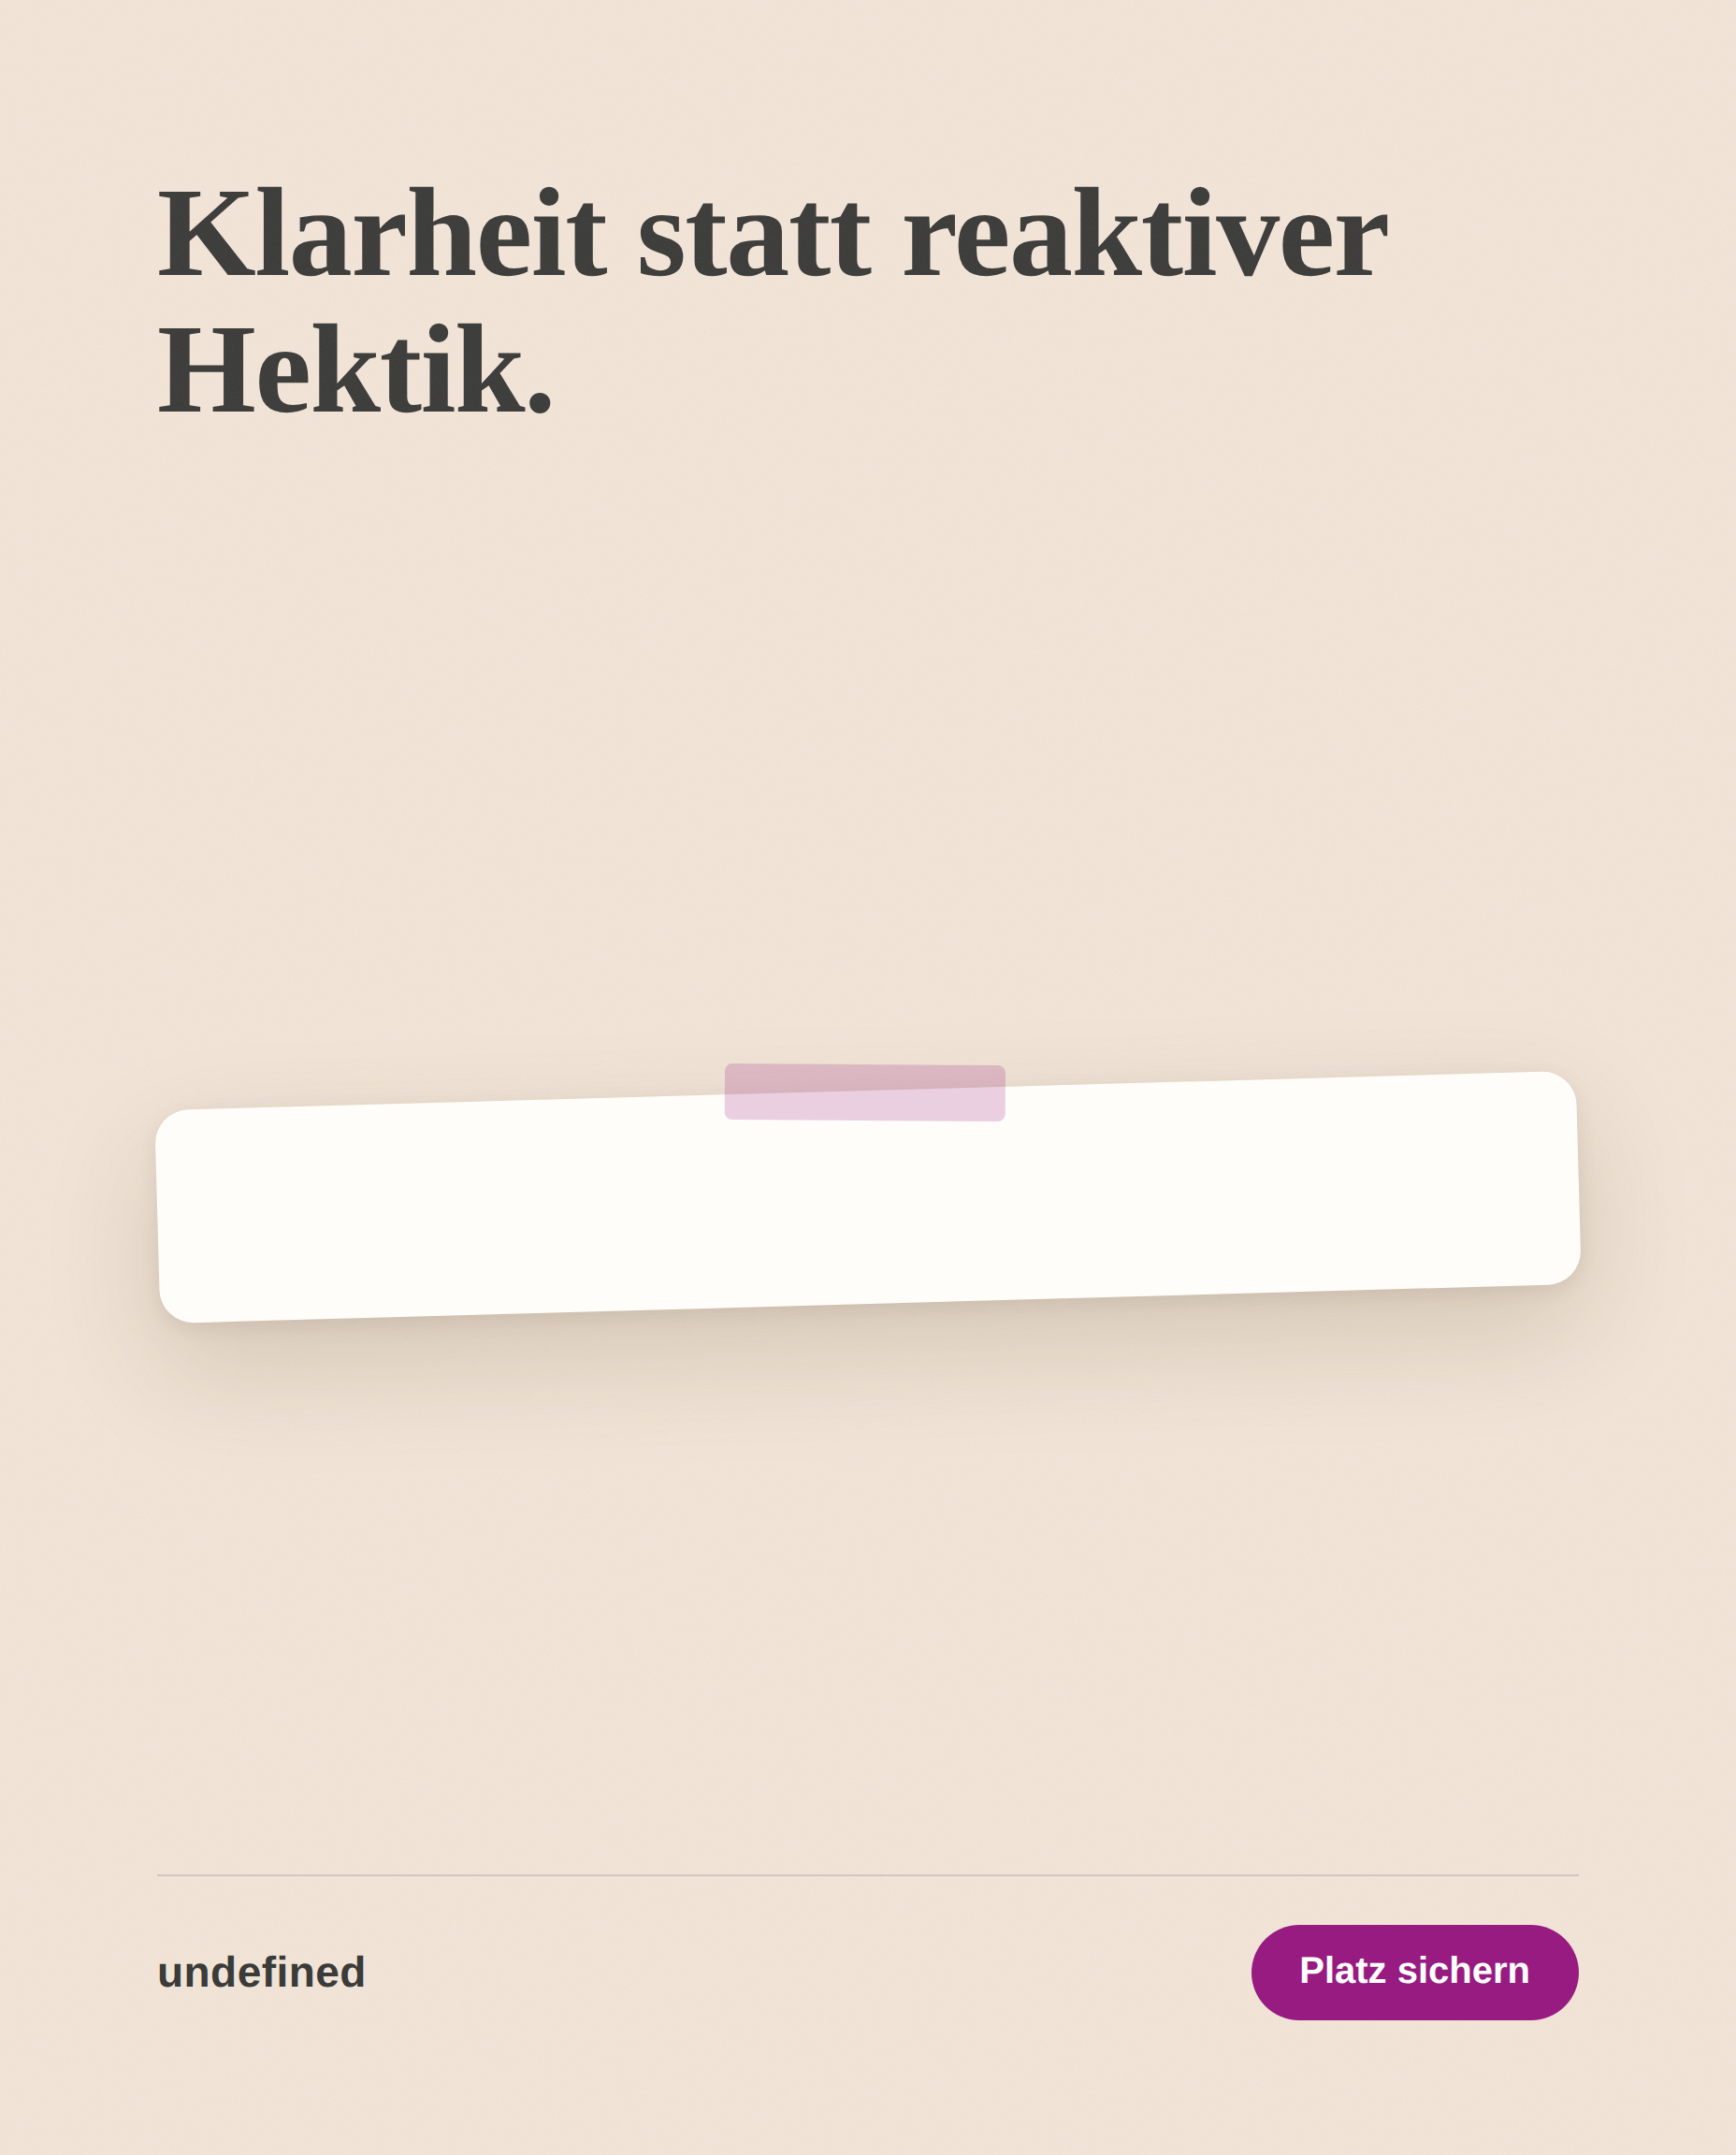 Klarheit statt reaktiver
Hektik.
undefined
Platz sichern